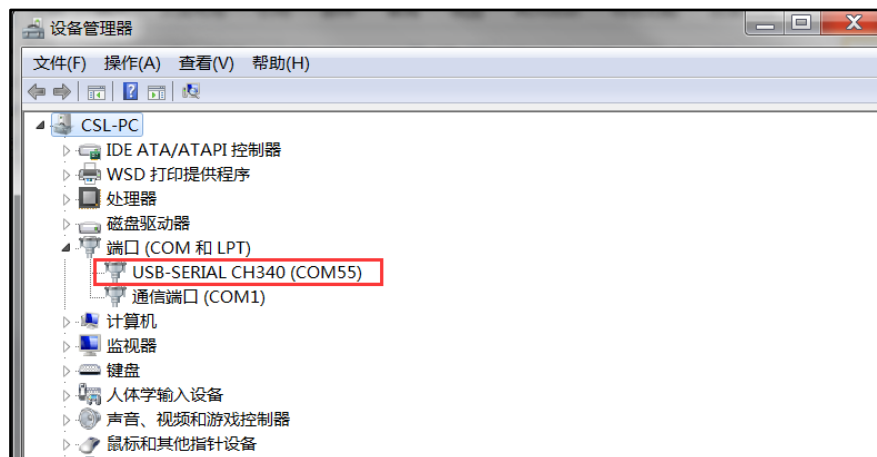 设备管理器
文件(F) 操作(A) 查看(V) 帮助(H)
CSL-PC
IDE ATA/ATAPI 控制器
WSD 打印提供程序
处理器
磁盘驱动器
端口 (COM 和 LPT)
USB-SERIAL CH340 (COM55)
通信端口 (COM1)
计算机
监视器
键盘
人体学输入设备
声音、视频和游戏控制器
鼠标和其他指针设备